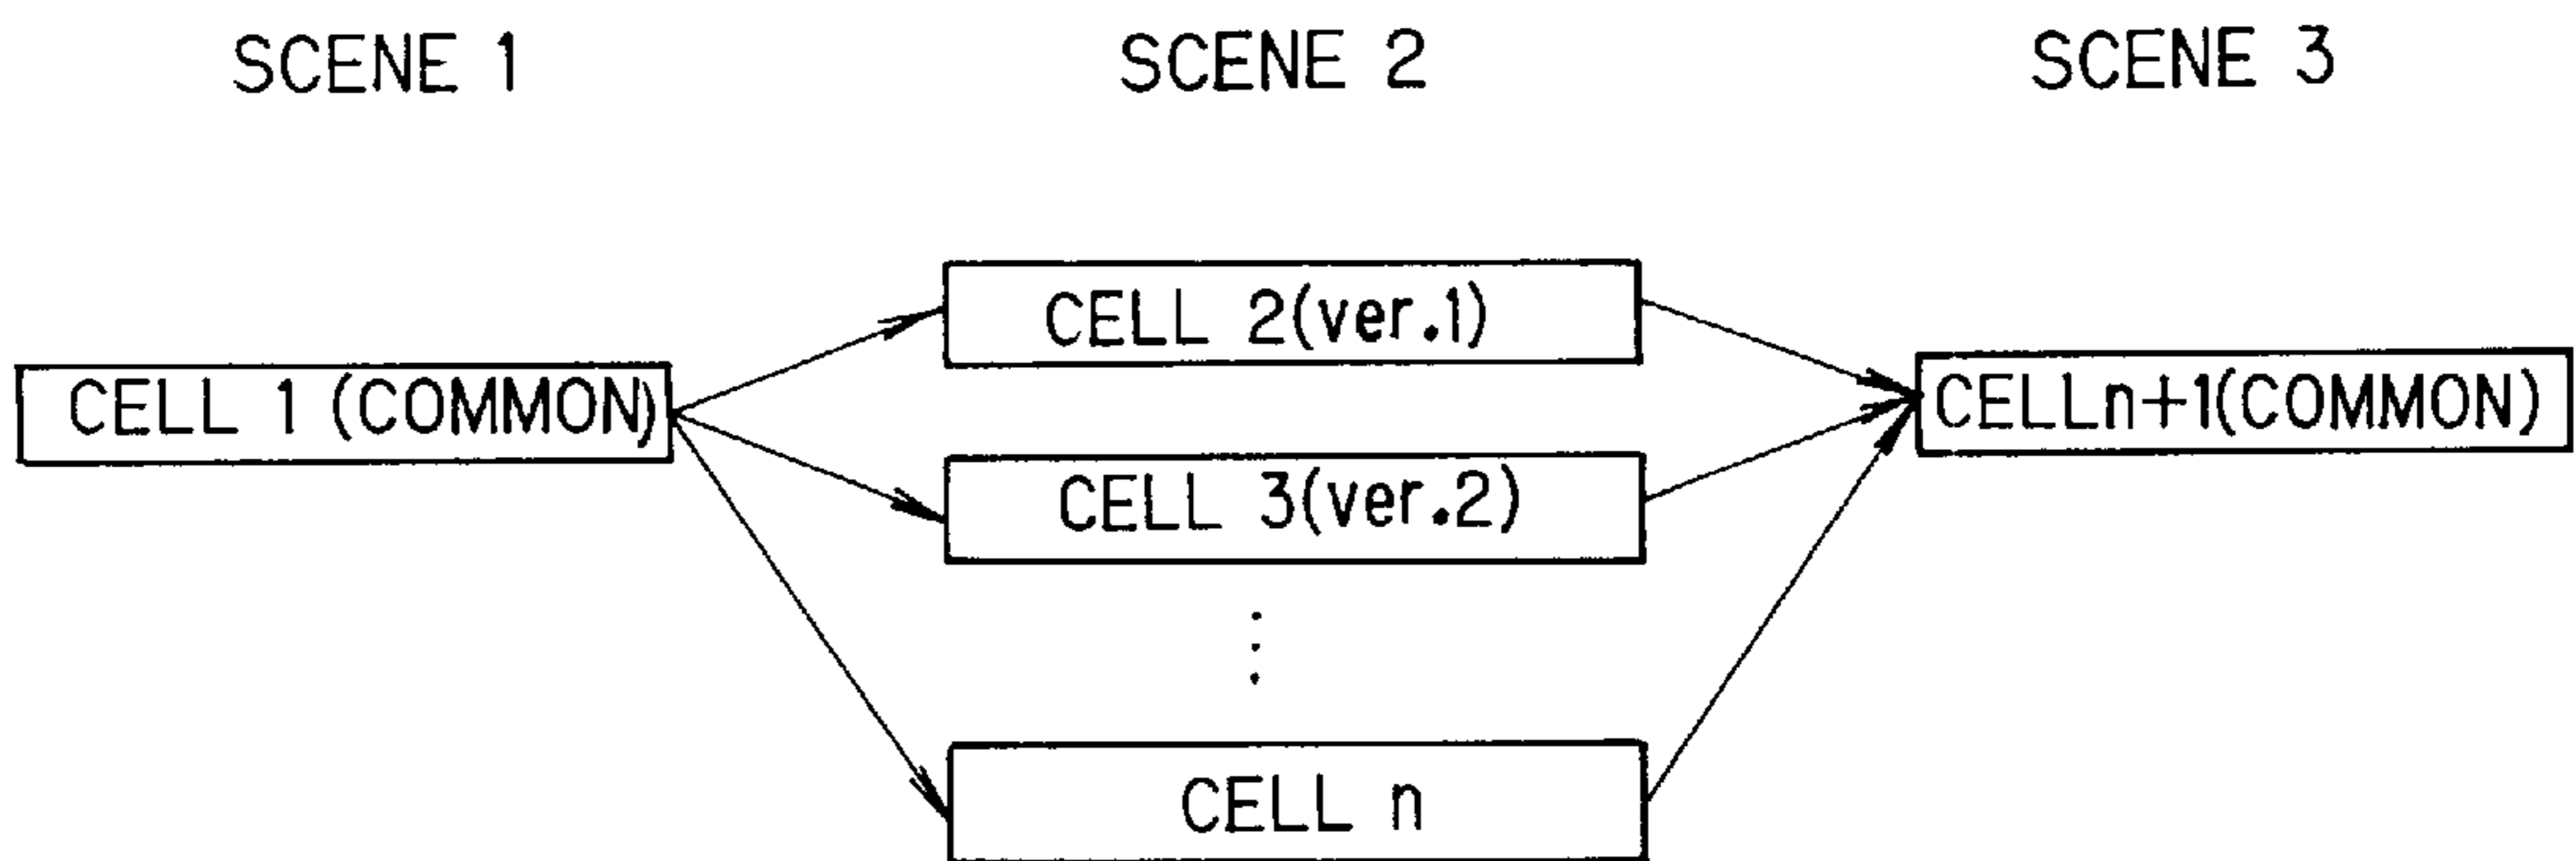 SCENE 1
SCENE 2
SCENE 3
CELL 1 (COMMON)
CELL 2(ver.1)
CELL 3(ver.2)
CELL n
CELLn+1(COMMON)